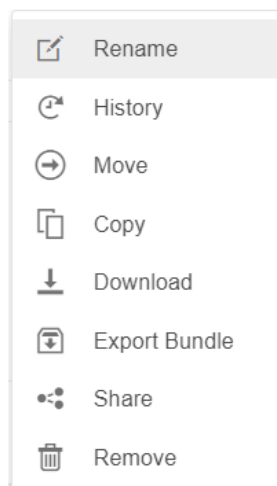 Rename
History
Move
Copy
Download
Export Bundle
Share
Remove